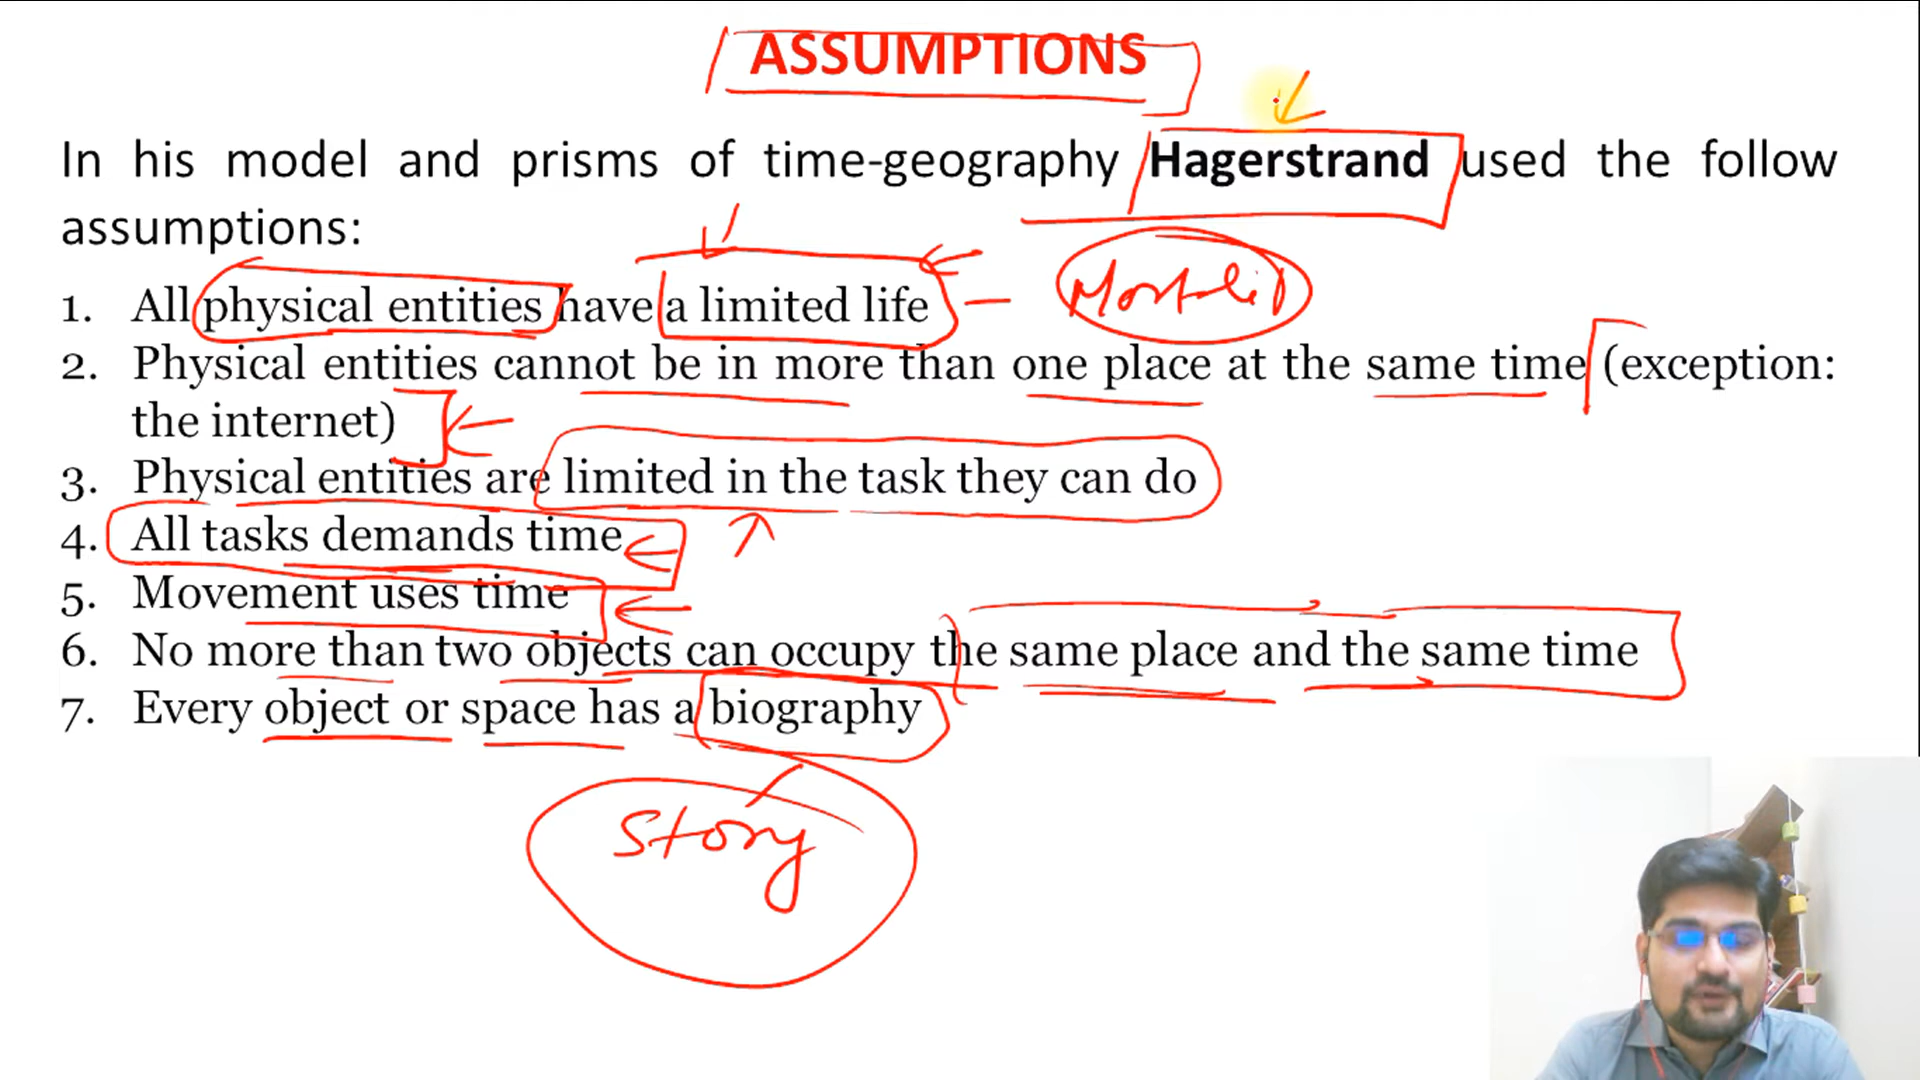 ASSUMPTIONS
In his model and prisms of time-geography Hagerstrand used the follow
assumptions:
1. All physical entities have a limited life
2. Physical entities cannot be in more than one place at the same time (exception:
the internet)
3. Physical entities are limited in the task they can do
4. All tasks demands time
5. Movement uses time
6. No more than two objects can occupy the same place and the same time
7. Every object or space has a biography
Story